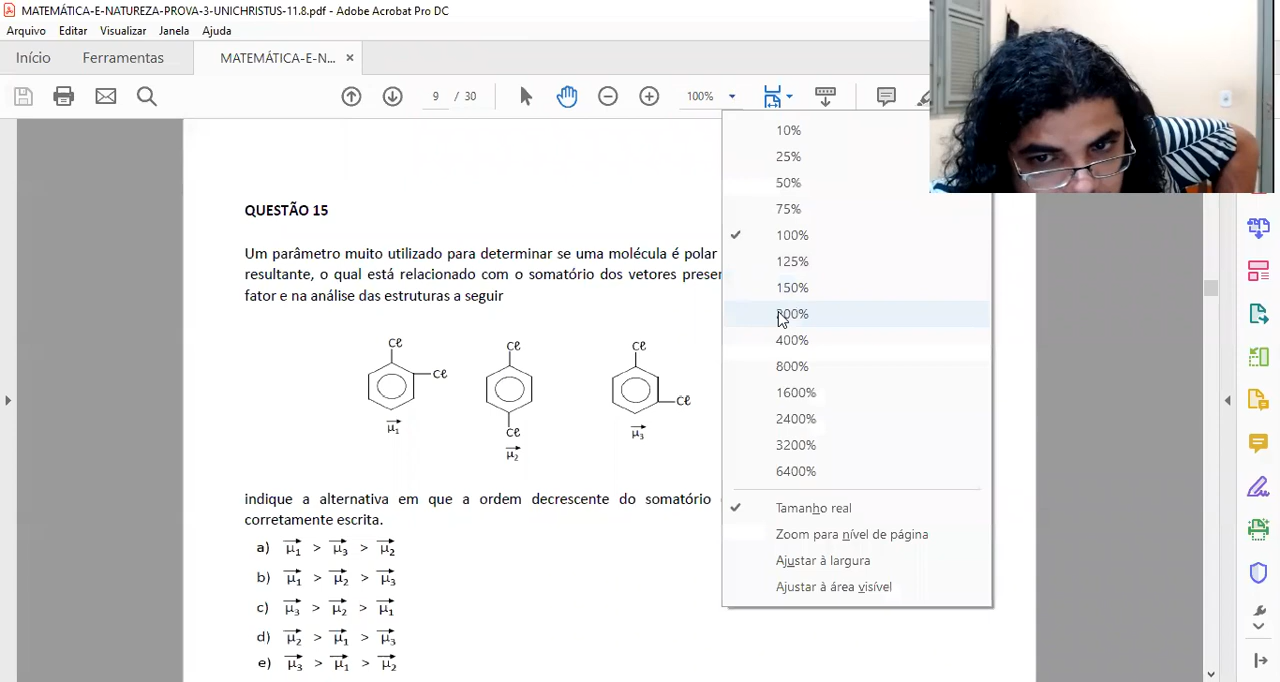 MATEMÁTICA-E-NATUREZA-PROVA-3-UNICHRISTUS-11.8.pdf - Adobe Acrobat Pro DC
Arquivo Editar Visualizar Janela Ajuda
Início Ferramentas MATEMÁTICA-E-N... ×
9 / 30 100%
10%
25%
50%
75%
100%
125%
150%
200%
400%
800%
1600%
2400%
3200%
6400%
Tamanho real
Zoom para nível de página
Ajustar à largura
Ajustar à área visível
QUESTÃO 15
Um parâmetro muito utilizado para determinar se uma molécula é polar
resultante, o qual está relacionado com o somatório dos vetores
fator e na análise das estruturas a seguir
Cℓ Cℓ Cℓ
Cℓ Cℓ
Cℓ
μ₁ μ₂ μ₃
indique a alternativa em que a ordem decrescente do somatório
corretamente escrita.
a) μ₁ > μ₃ > μ₂
b) μ₁ > μ₂ > μ₃
c) μ₃ > μ₂ > μ₁
d) μ₂ > μ₁ > μ₃
e) μ₃ > μ₁ > μ₂